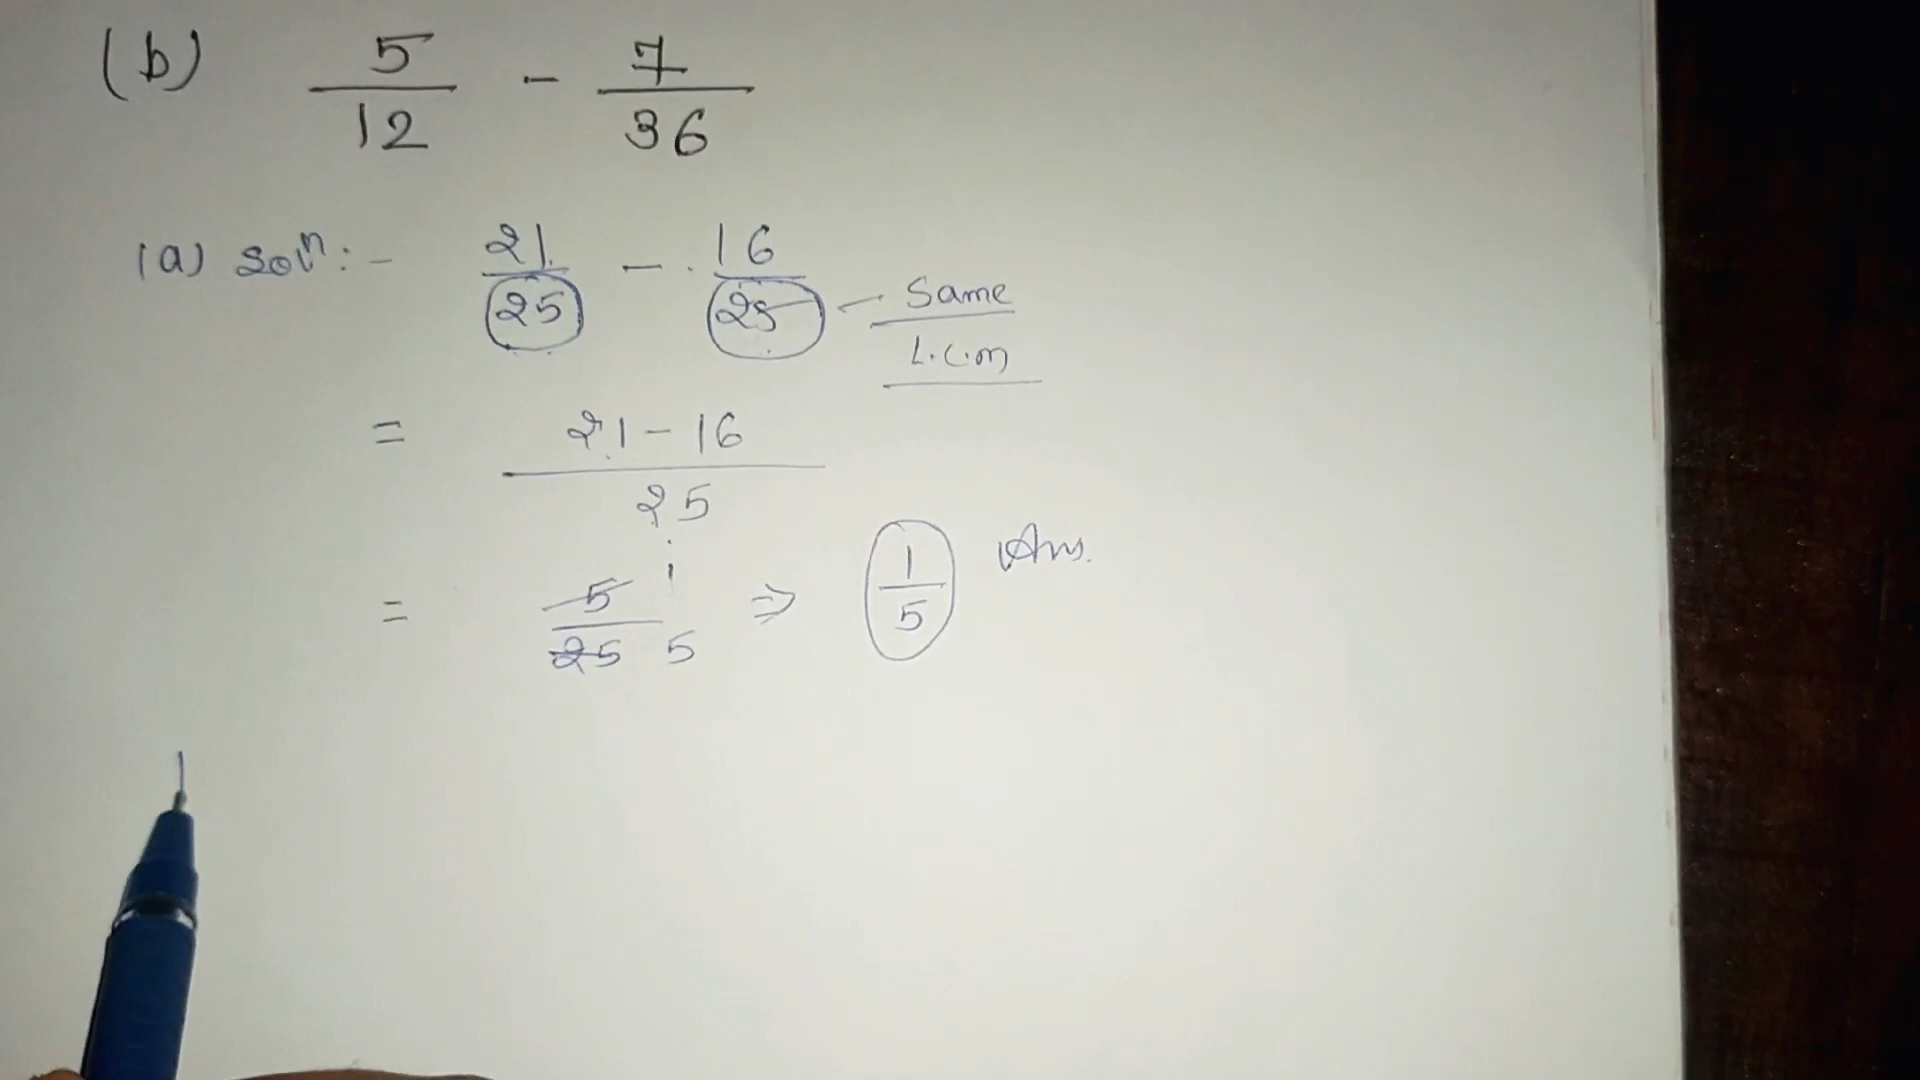 (b) 5/12 - 7/36
(a) Solⁿ:- 21/25 - 16/25 - Same
L.C.M
= 21-16/25
= 5/25 1/5 ⇒ 1/5 Ans.